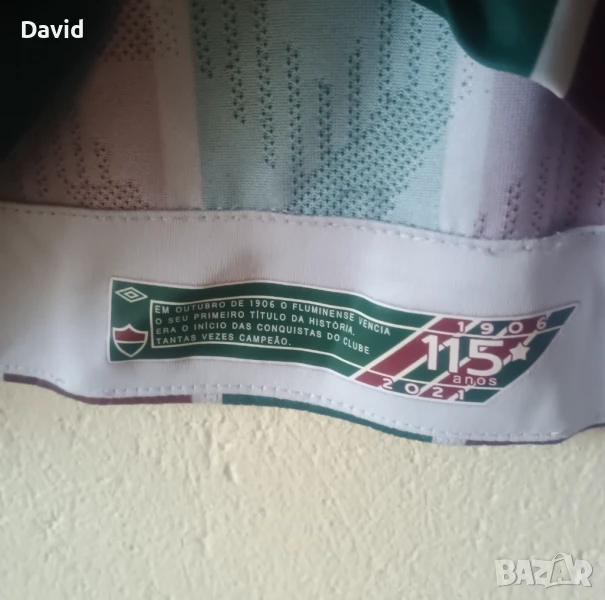 David
EM OUTUBRO DE 1906 O FLUMINENSE VENCIA
O SEU PRIMEIRO TÍTULO DA HISTÓRIA.
ERA O INÍCIO DAS CONQUISTAS DO CLUBE
TANTAS VEZES CAMPEÃO.
1906
115
anos
2021
BAZAR